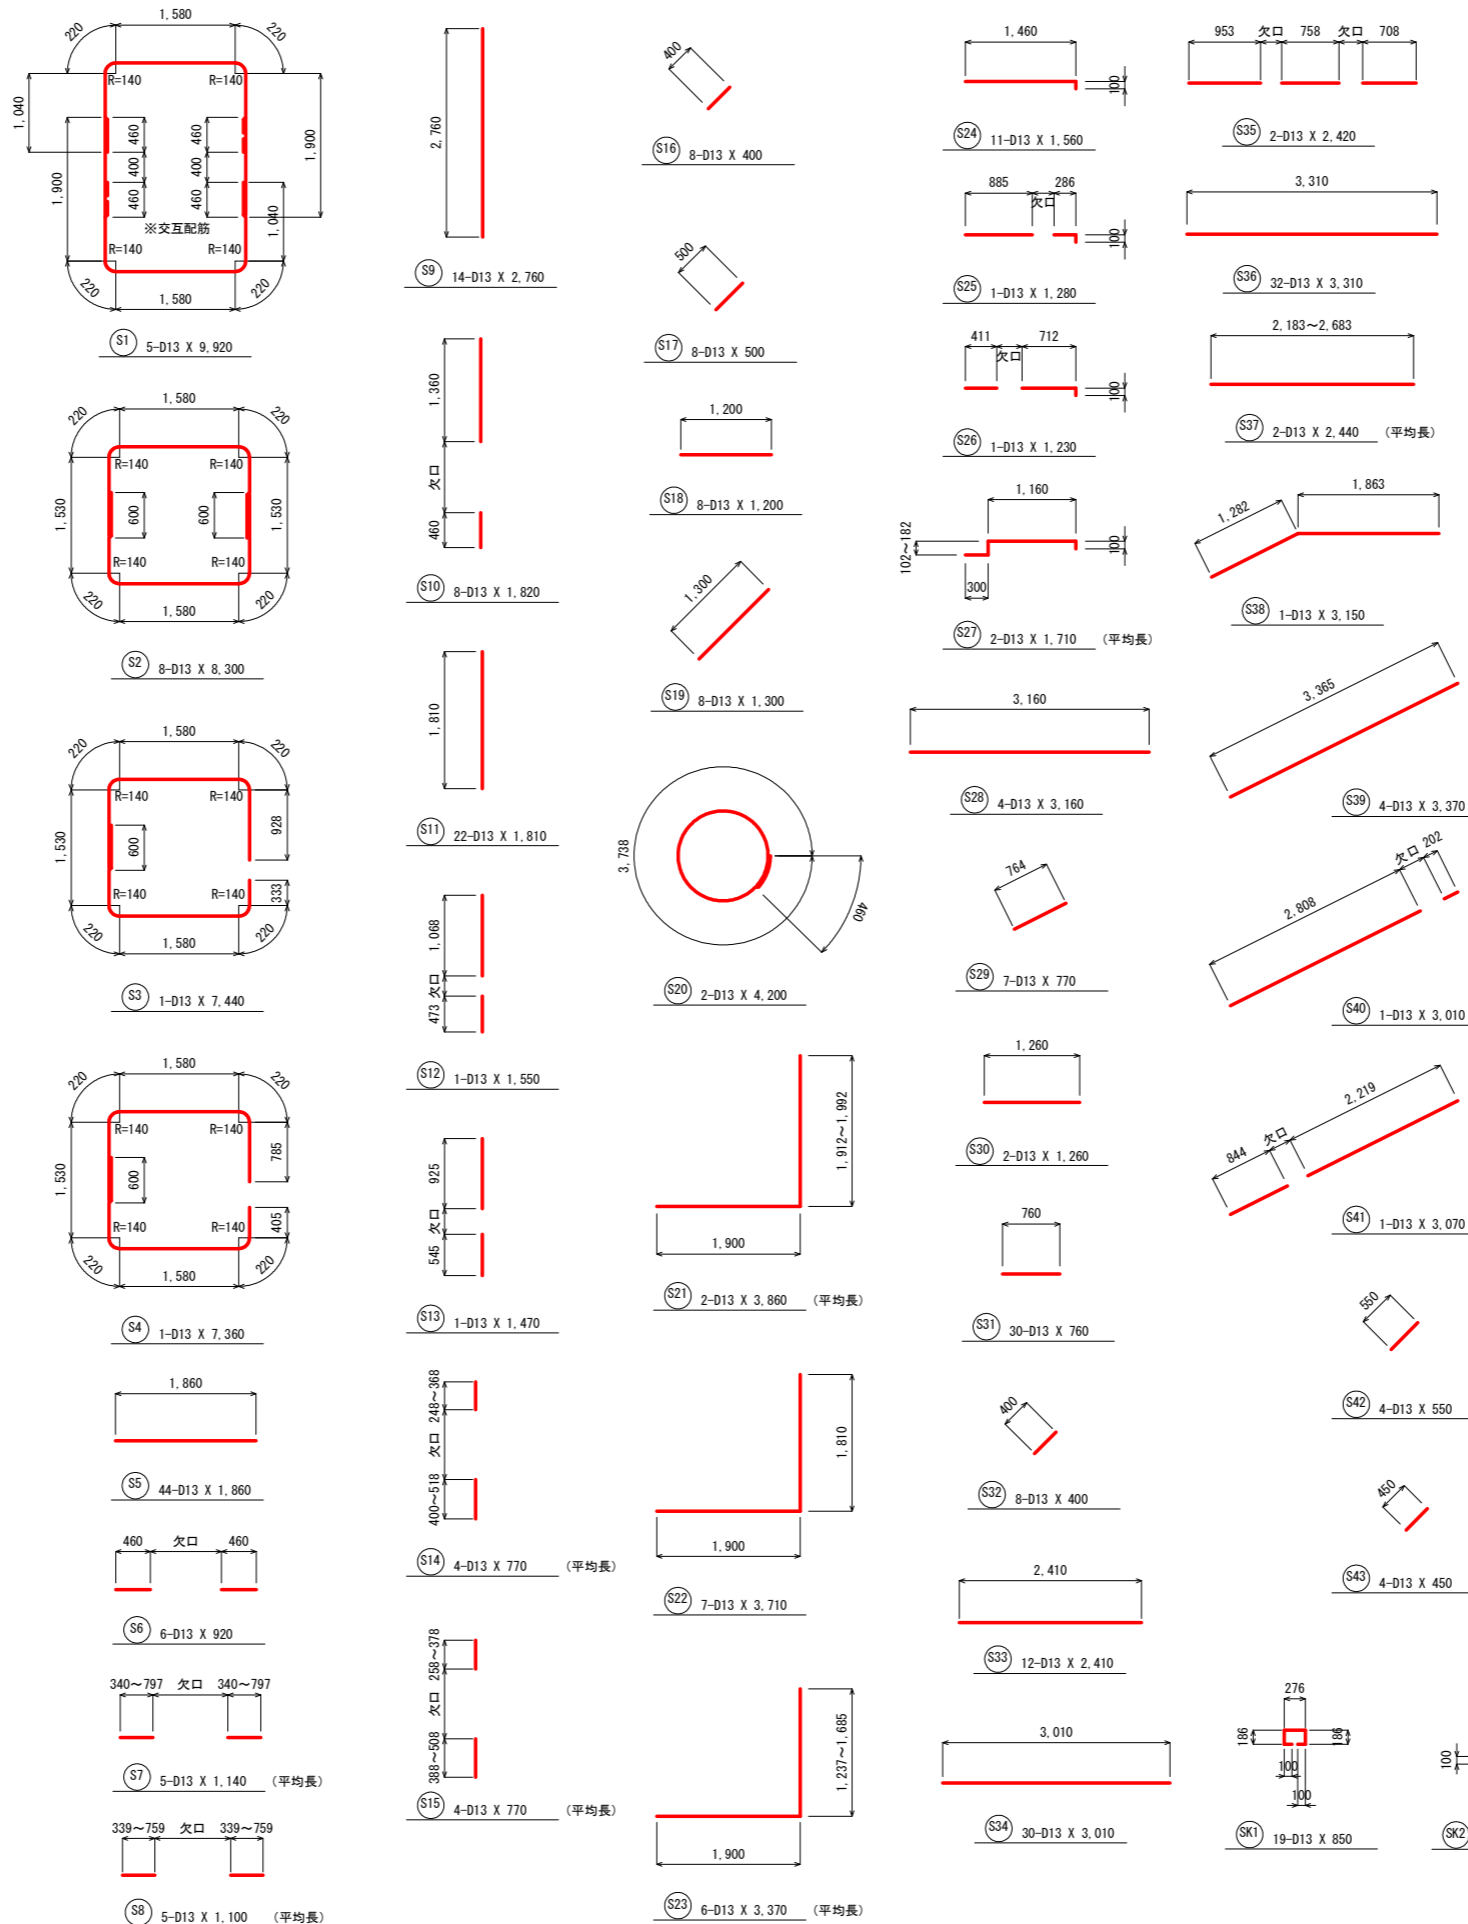 1,580
220
220
R=140
R=140
1,040
460
460
1,900
400
400
1,900
460
460
1,040
※交互配筋
R=140
R=140
220
220
1,580
S1 5-D13 X 9,920
1,580
220
220
R=140
R=140
1,530
600
600
1,530
R=140
R=140
220
220
1,580
S2 8-D13 X 8,300
1,580
220
220
R=140
R=140
928
1,530
600
333
R=140
R=140
220
220
1,580
S3 1-D13 X 7,440
1,580
220
220
R=140
R=140
785
1,530
600
405
R=140
R=140
220
220
1,580
S4 1-D13 X 7,360
1,860
S5 44-D13 X 1,860
460 欠口 460
S6 6-D13 X 920
340～797 欠口 340～797
S7 5-D13 X 1,140 (平均長)
339～759 欠口 339～759
S8 5-D13 X 1,100 (平均長)
2,760
S9 14-D13 X 2,760
1,360
欠口
460
S10 8-D13 X 1,820
1,810
S11 22-D13 X 1,810
1,068
欠口
473
S12 1-D13 X 1,550
925
欠口
545
S13 1-D13 X 1,470
248～368
欠口
400～518
S14 4-D13 X 770 (平均長)
258～378
欠口
388～508
S15 4-D13 X 770 (平均長)
400
S16 8-D13 X 400
500
S17 8-D13 X 500
1,200
S18 8-D13 X 1,200
1,300
S19 8-D13 X 1,300
3,738
460
S20 2-D13 X 4,200
1,912～1,992
1,900
S21 2-D13 X 3,860 (平均長)
1,810
1,900
S22 7-D13 X 3,710
1,237～1,685
1,900
S23 6-D13 X 3,370 (平均長)
1,460
100
S24 11-D13 X 1,560
885 欠口 286
100
S25 1-D13 X 1,280
411 欠口 712
100
S26 1-D13 X 1,230
1,160
102～182
100
300
S27 2-D13 X 1,710 (平均長)
3,160
S28 4-D13 X 3,160
764
S29 7-D13 X 770
1,260
S30 2-D13 X 1,260
760
S31 30-D13 X 760
400
S32 8-D13 X 400
2,410
S33 12-D13 X 2,410
3,010
S34 30-D13 X 3,010
953 欠口 758 欠口 708
S35 2-D13 X 2,420
3,310
S36 32-D13 X 3,310
2,183～2,683
S37 2-D13 X 2,440 (平均長)
1,282
1,863
S38 1-D13 X 3,150
3,365
S39 4-D13 X 3,370
2,808 欠口 202
S40 1-D13 X 3,010
844 欠口 2,219
S41 1-D13 X 3,070
550
S42 4-D13 X 550
450
S43 4-D13 X 450
276
186
186
100
100
SK1 19-D13 X 850
100
SK2